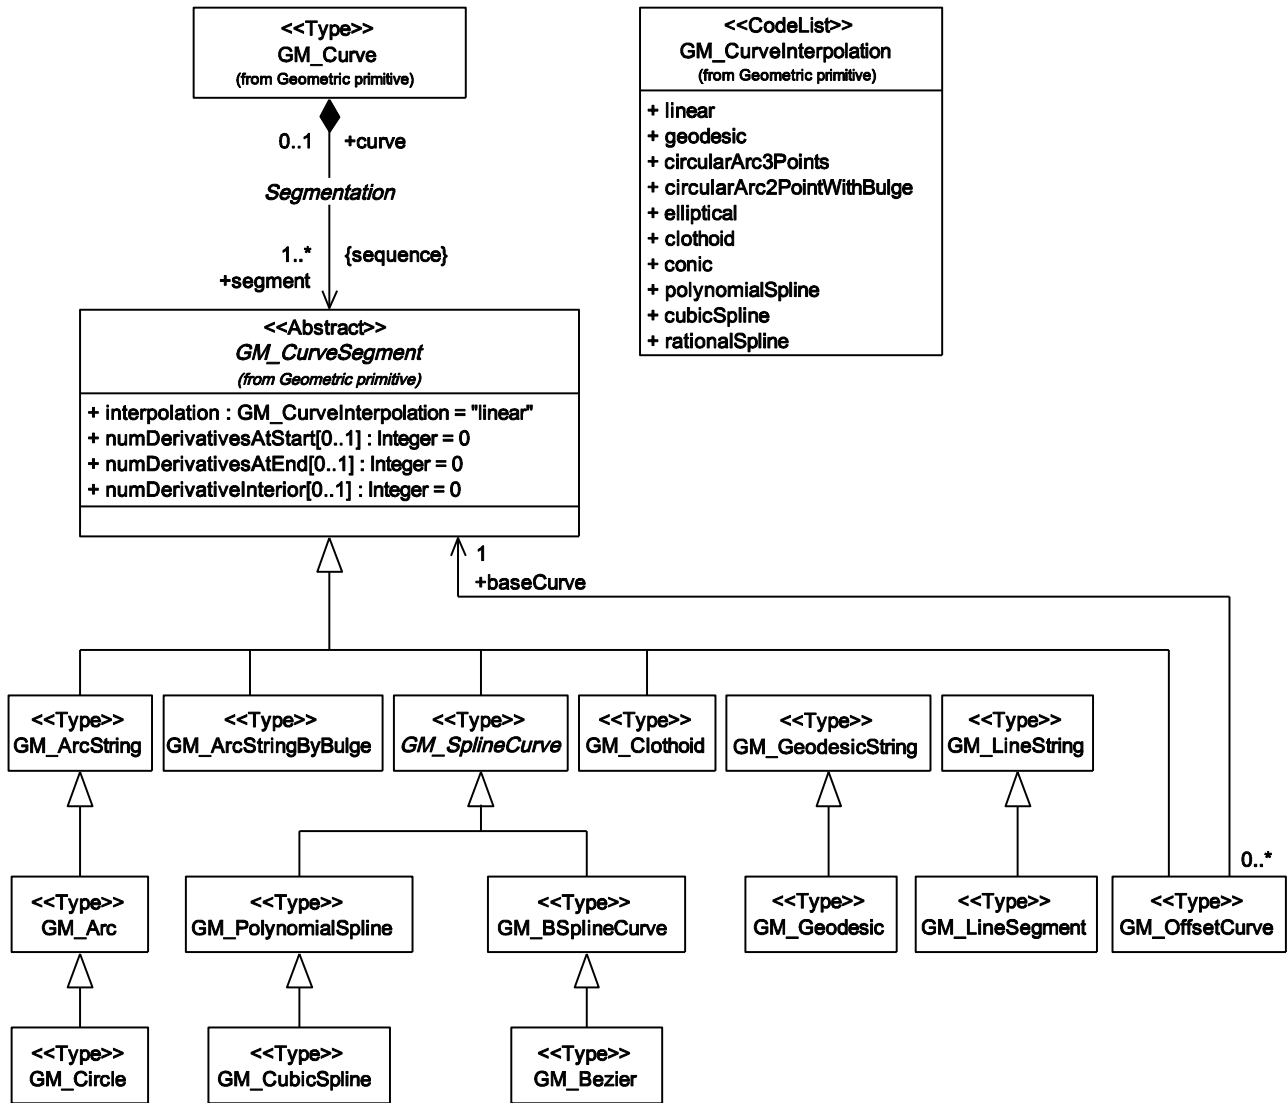 <<Type>>
GM_Curve
(from Geometric primitive)
<<CodeList>>
GM_CurveInterpolation
(from Geometric primitive)
+ linear
+ geodesic
+ circularArc3Points
+ circularArc2PointWithBulge
+ elliptical
+ clothoid
+ conic
+ polynomialSpline
+ cubicSpline
+ rationalSpline
0..1 +curve
Segmentation
1..* {sequence}
+segment
<<Abstract>>
GM_CurveSegment
(from Geometric primitive)
+ interpolation : GM_CurveInterpolation = "linear"
+ numDerivativesAtStart[0..1] : Integer = 0
+ numDerivativesAtEnd[0..1] : Integer = 0
+ numDerivativeInterior[0..1] : Integer = 0
1
+baseCurve
<<Type>>
GM_ArcString
<<Type>>
GM_ArcStringByBulge
<<Type>>
GM_SplineCurve
<<Type>>
GM_Clothoid
<<Type>>
GM_GeodesicString
<<Type>>
GM_LineString
0..*
<<Type>>
GM_Arc
<<Type>>
GM_PolynomialSpline
<<Type>>
GM_BSplineCurve
<<Type>>
GM_Geodesic
<<Type>>
GM_LineSegment
<<Type>>
GM_OffsetCurve
<<Type>>
GM_Circle
<<Type>>
GM_CubicSpline
<<Type>>
GM_Bezier